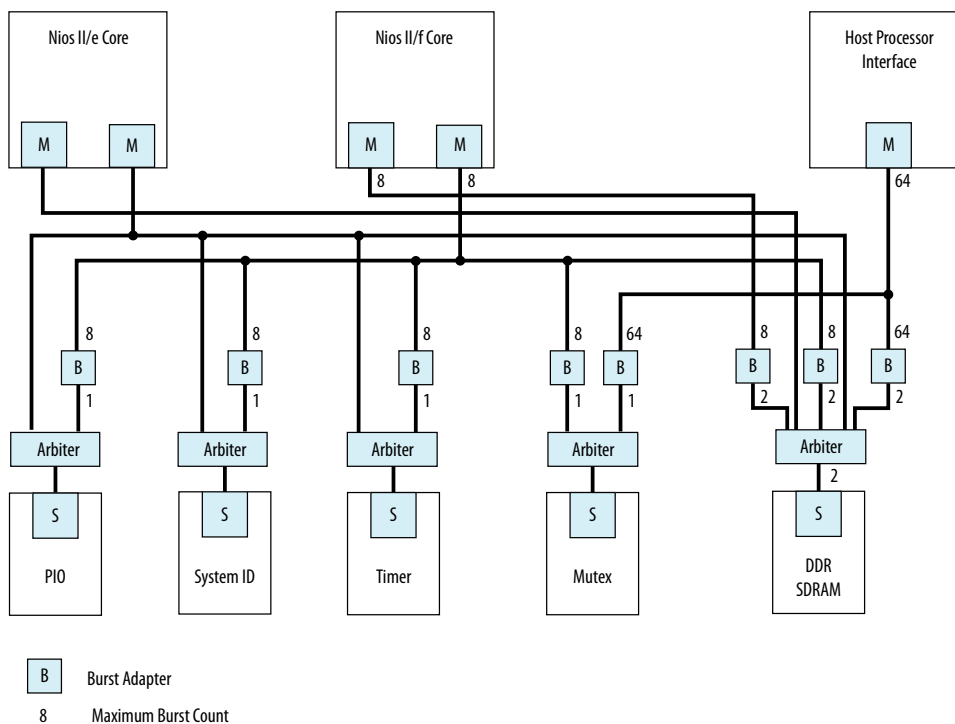 Nios II/e Core
Nios II/f Core
Host Processor
Interface
M
M
M
M
M
8
8
64
8
8
8
8
64
8
8
64
B
B
B
B
B
B
B
B
1
1
1
1
1
2
2
2
Arbiter
Arbiter
Arbiter
Arbiter
Arbiter
2
S
S
S
S
S
PIO
System ID
Timer
Mutex
DDR
SDRAM
B
Burst Adapter
8
Maximum Burst Count